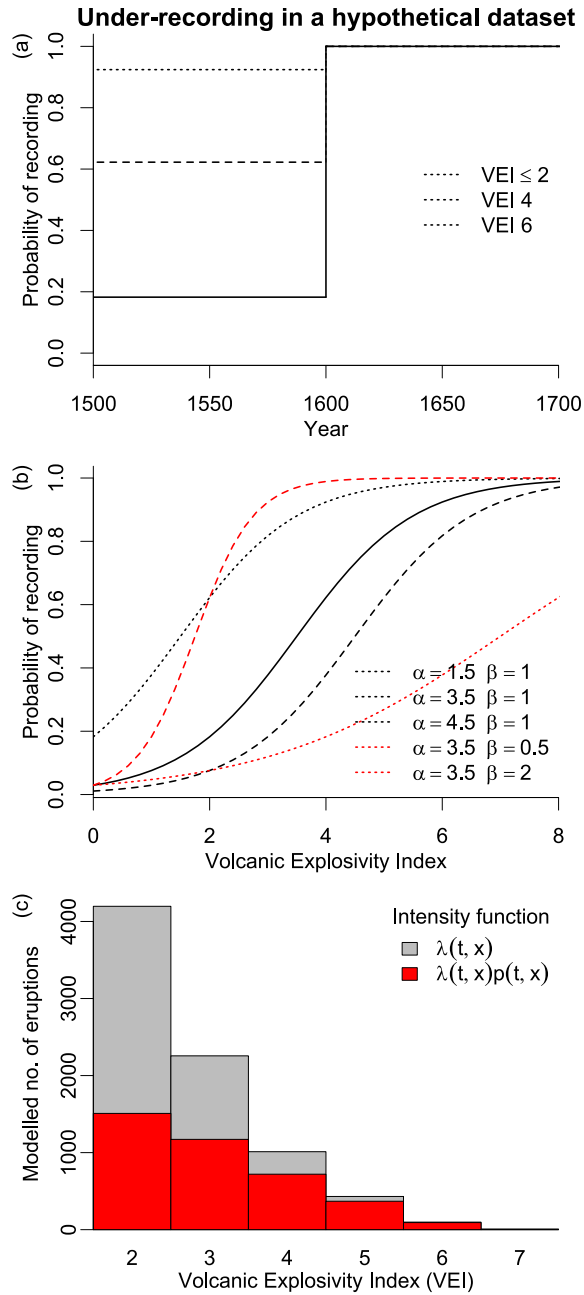 Under-recording in a hypothetical dataset
(a)
Probability of recording
1.0
0.8
0.6
0.4
0.2
0.0
VEI ≤ 2
VEI 4
VEI 6
1500 1550 1600 1650 1700
Year
(b)
Probability of recording
1.0
0.8
0.6
0.4
0.2
0.0
α = 1.5 β = 1
α = 3.5 β = 1
α = 4.5 β = 1
α = 3.5 β = 0.5
α = 3.5 β = 2
0 2 4 6 8
Volcanic Explosivity Index
(c)
Modelled no. of eruptions
4000
3000
2000
1000
0
Intensity function
λ(t, x)
λ(t, x)p(t, x)
2 3 4 5 6 7
Volcanic Explosivity Index (VEI)